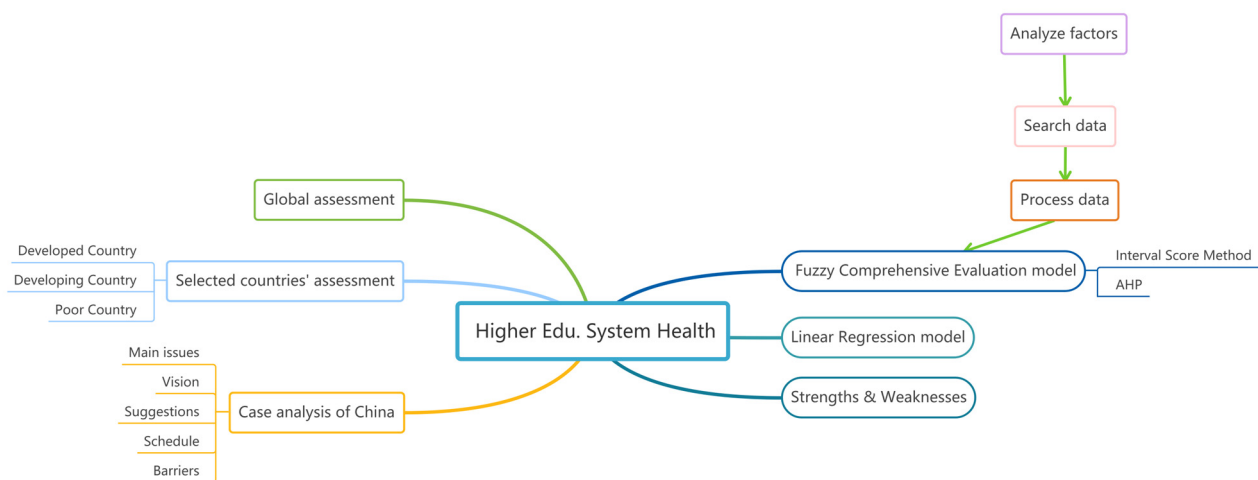 Analyze factors
Search data
Process data
Global assessment
Developed Country
Developing Country
Poor Country
Selected countries' assessment
Fuzzy Comprehensive Evaluation model
Interval Score Method
AHP
Higher Edu. System Health
Linear Regression model
Strengths & Weaknesses
Main issues
Vision
Suggestions
Schedule
Barriers
Case analysis of China